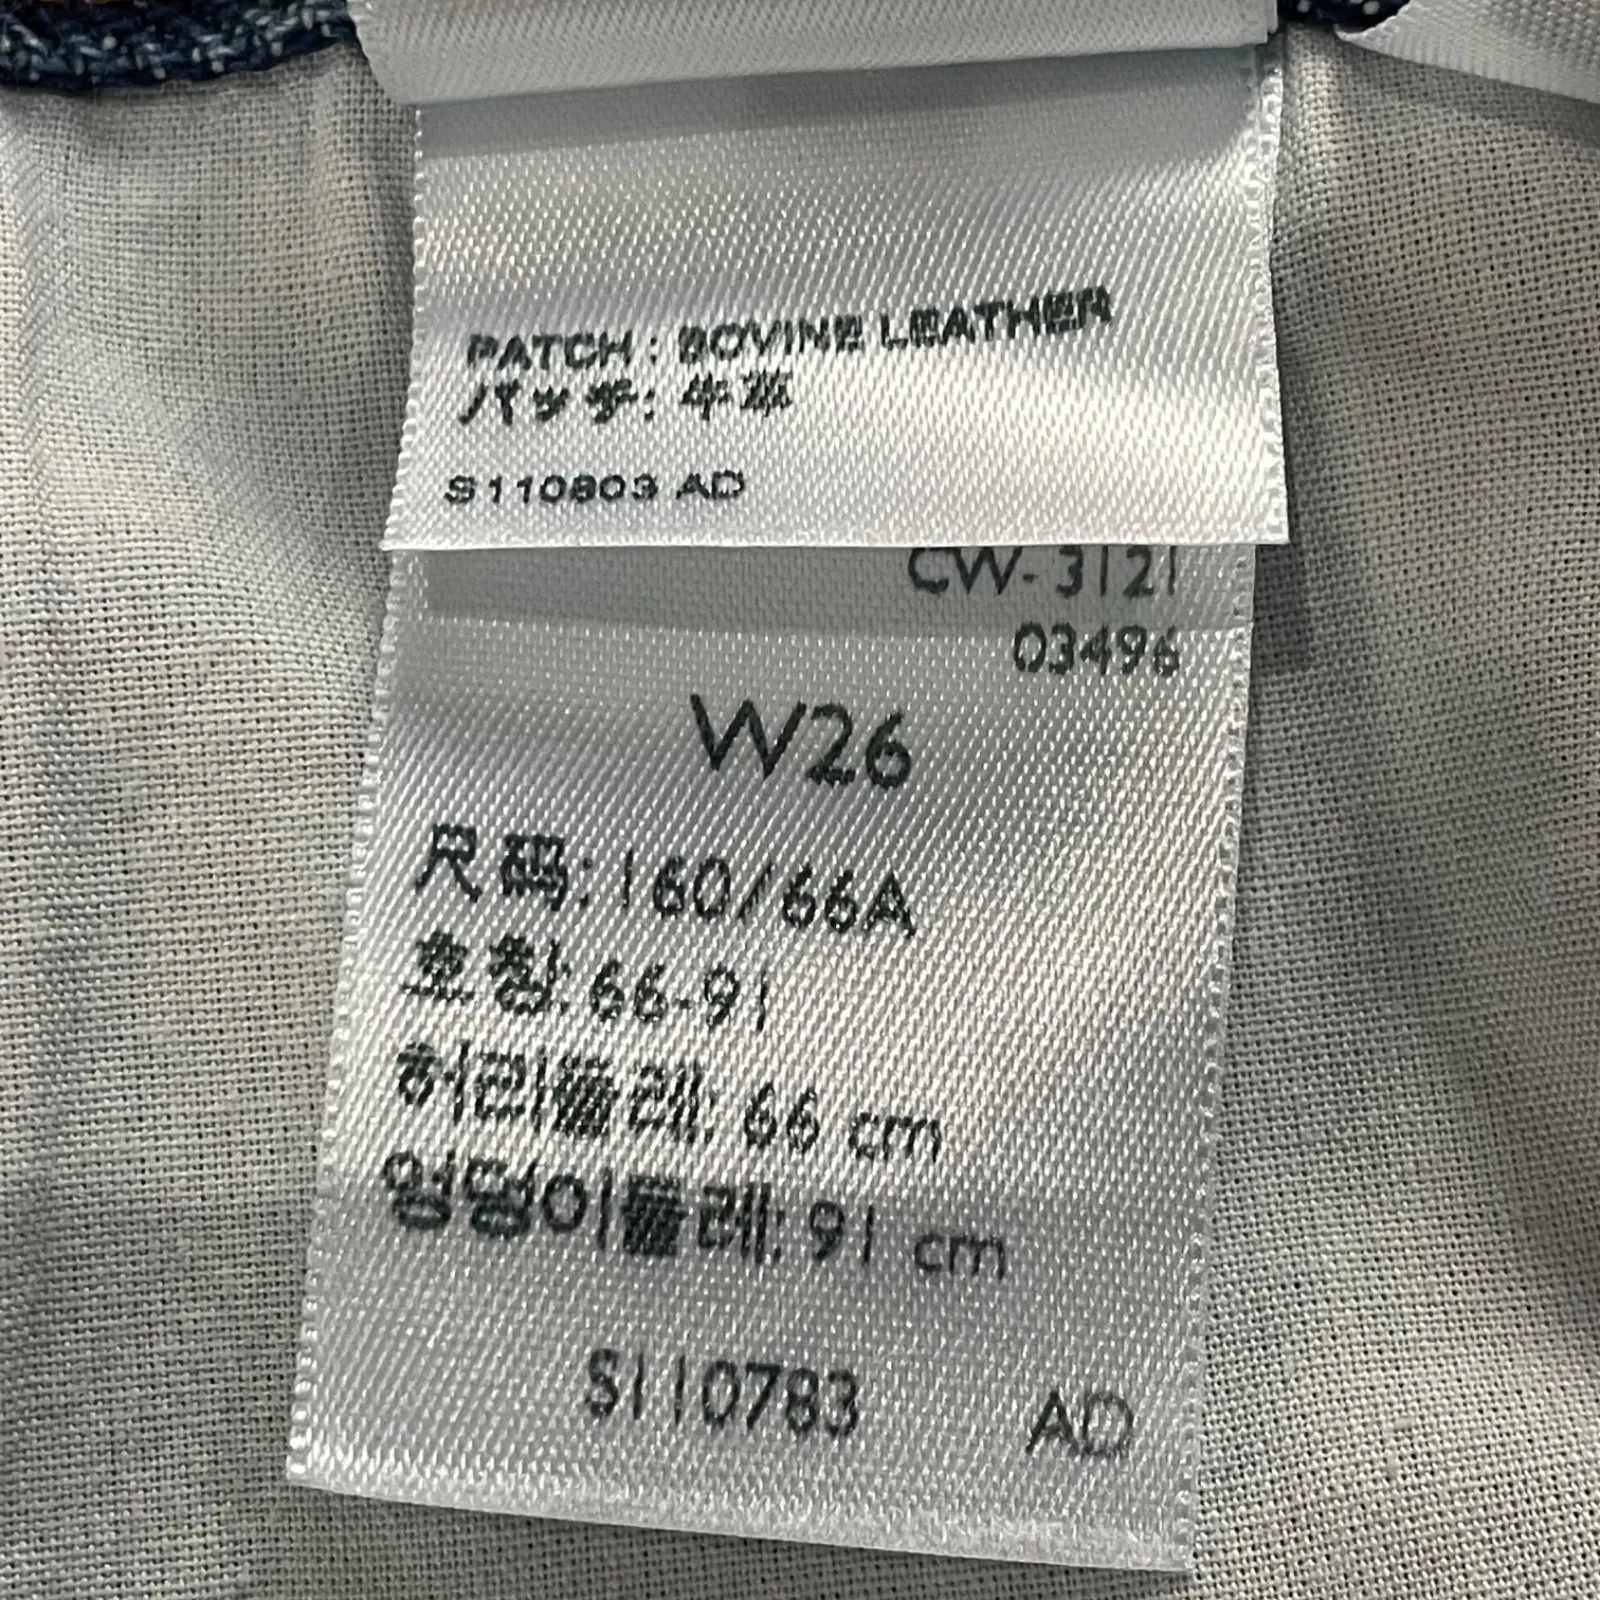 PATCH : BOVINE LEATHER
パッチ: 牛革
S110803 AD
CW-3121
03496
W26
尺码: 160/66A
호칭: 66-91
허리둘레: 66 cm
엉덩이둘레: 91 cm
S110783 AD